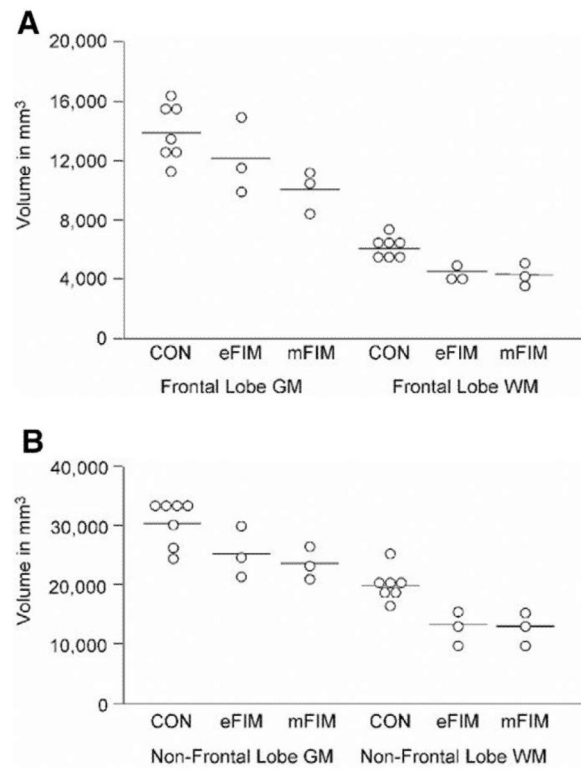 A
20,000
16,000
12,000
8,000
4,000
0
Volume in mm³
CON eFIM mFIM CON eFIM mFIM
Frontal Lobe GM Frontal Lobe WM
B
40,000
30,000
20,000
10,000
0
Volume in mm³
CON eFIM mFIM CON eFIM mFIM
Non-Frontal Lobe GM Non-Frontal Lobe WM